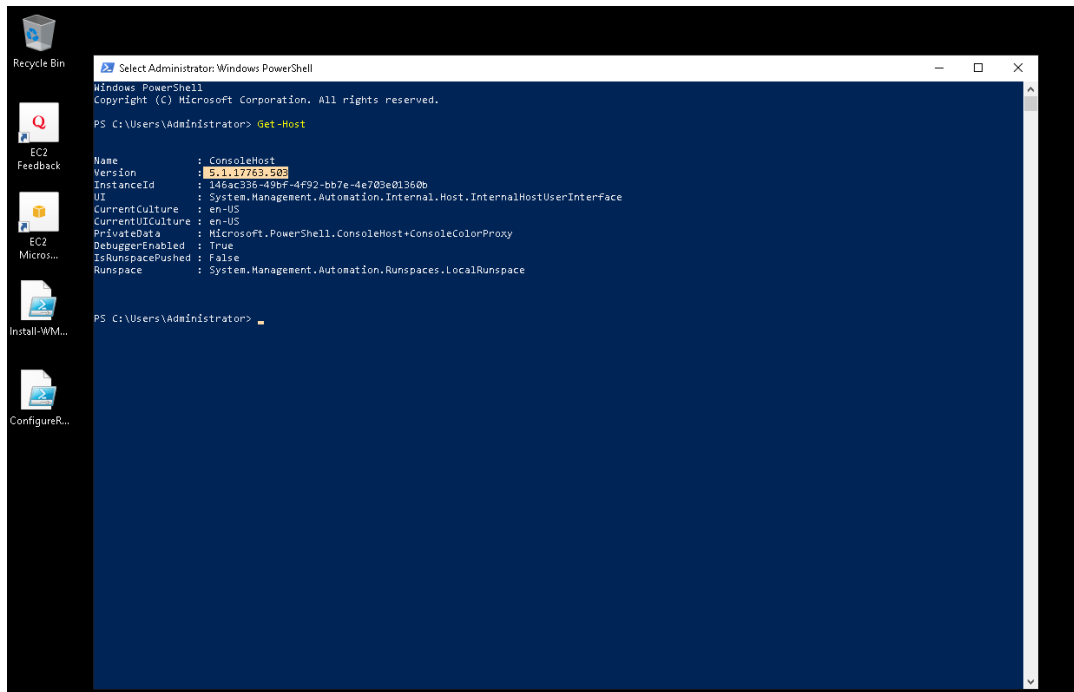 Recycle Bin
EC2
Feedback
EC2
Micros...
Install-WM...
ConfigureR...
Select Administrator: Windows PowerShell
Windows PowerShell
Copyright (C) Microsoft Corporation. All rights reserved.
PS C:\Users\Administrator> Get-Host
Name             : ConsoleHost
Version          : 5.1.17763.503
InstanceId       : 146ac336-49bf-4f92-bb7e-4e703e01360b
UI               : System.Management.Automation.Internal.Host.InternalHostUserInterface
CurrentCulture   : en-US
CurrentUICulture : en-US
PrivateData      : Microsoft.PowerShell.ConsoleHost+ConsoleColorProxy
DebuggerEnabled  : True
IsRunspacePushed : False
Runspace         : System.Management.Automation.Runspaces.LocalRunspace
PS C:\Users\Administrator>